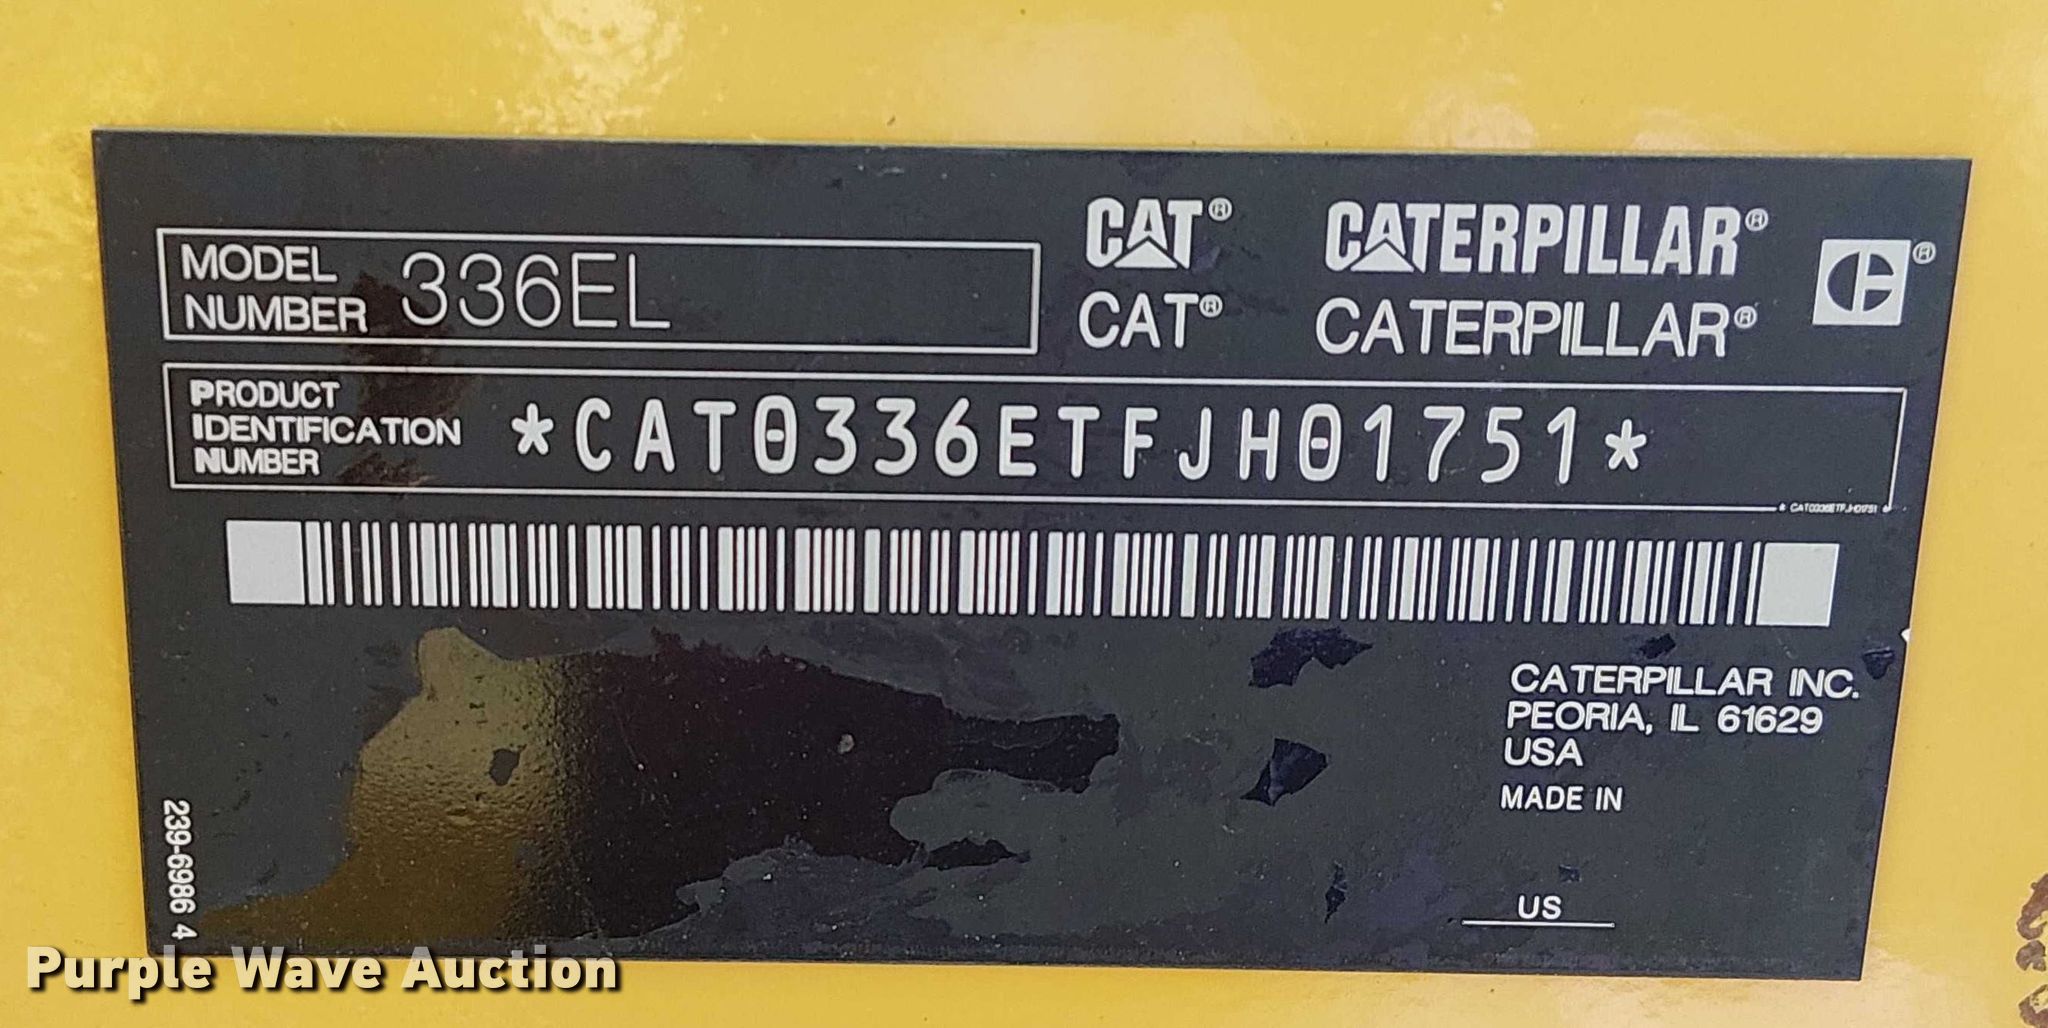 MODEL NUMBER 336EL
CAT® CATERPILLAR®
CAT® CATERPILLAR®
PRODUCT IDENTIFICATION NUMBER *CAT0336ETFJH01751*
* CAT0336ETFJH01751 *
CATERPILLAR INC.
PEORIA, IL 61629
USA
MADE IN
US
239-6986 4
Purple Wave Auction